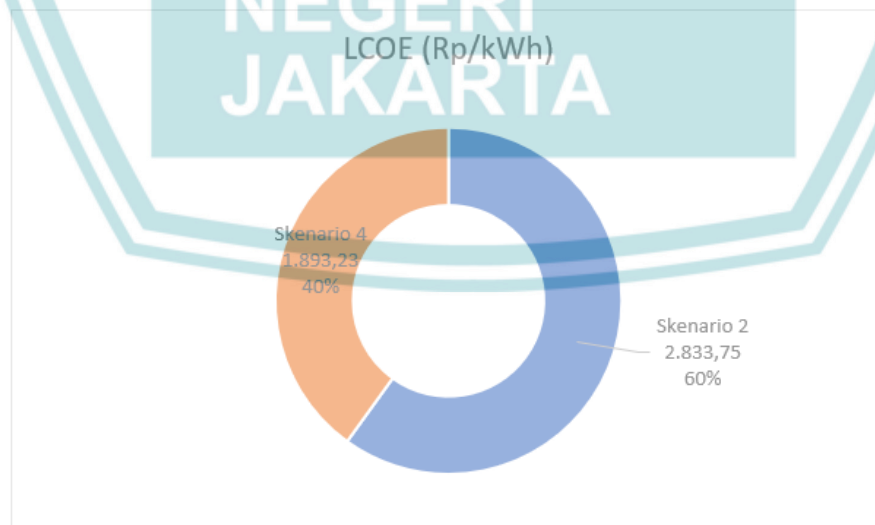 NEGERI
LCOE (Rp/kWh)
JAKARTA
Skenario 4
1.893,23
40%
Skenario 2
2.833,75
60%